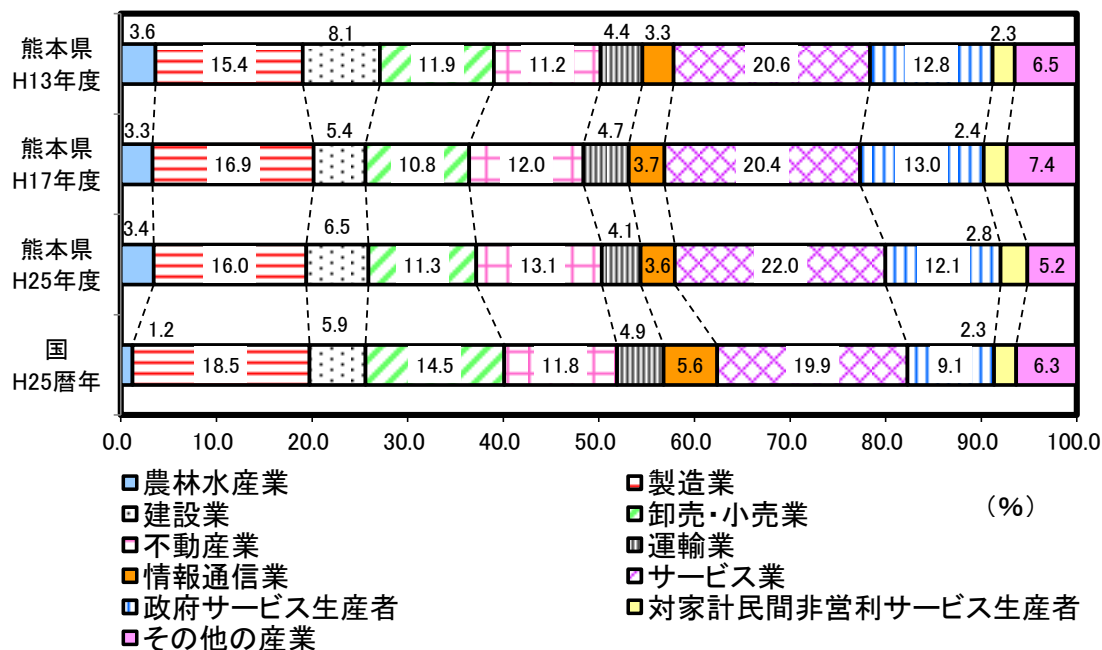 3.6 8.1 4.4 3.3 2.3
熊本県
H13年度
15.4 11.9 11.2 20.6 12.8 6.5
3.3 5.4 4.7 2.4
熊本県
H17年度
16.9 10.8 12.0 3.7 20.4 13.0 7.4
3.4 6.5 4.1 2.8
熊本県
H25年度
16.0 11.3 13.1 3.6 22.0 12.1 5.2
1.2 5.9 4.9 2.3
国
H25暦年
18.5 14.5 11.8 5.6 19.9 9.1 6.3
0.0 10.0 20.0 30.0 40.0 50.0 60.0 70.0 80.0 90.0 100.0
農林水産業 製造業
建設業 卸売・小売業 (%)
不動産業 運輸業
情報通信業 サービス業
政府サービス生産者 対家計民間非営利サービス生産者
その他の産業